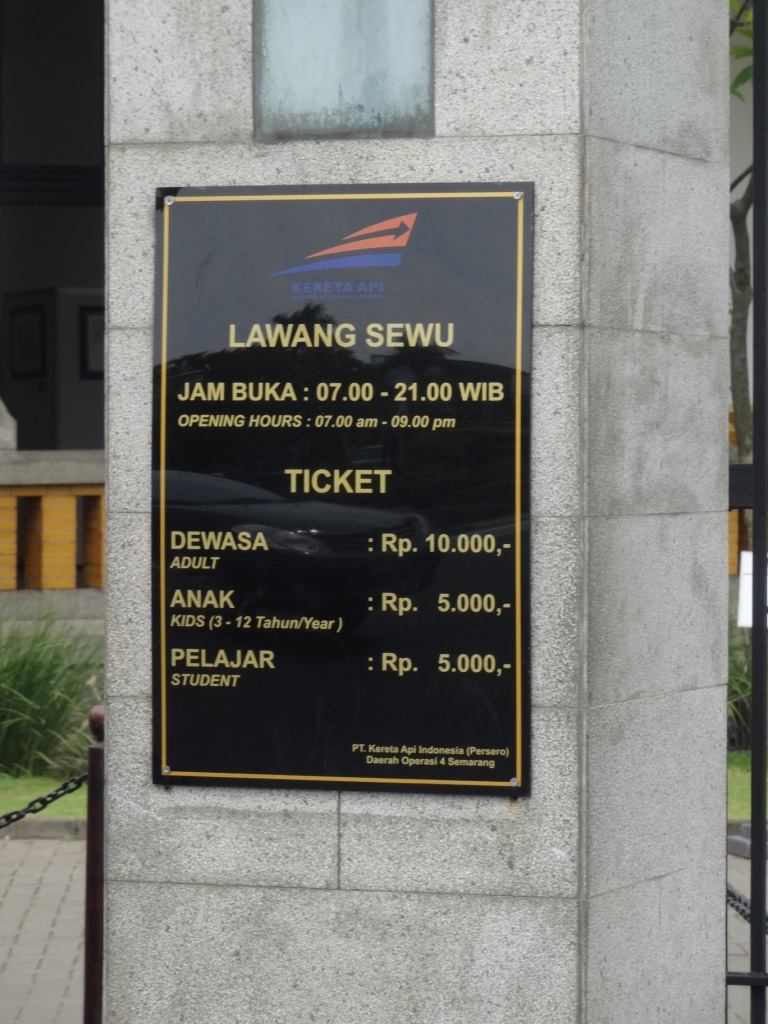 KERETA API
LAWANG SEWU
JAM BUKA : 07.00 - 21.00 WIB
OPENING HOURS : 07.00 am - 09.00 pm
TICKET
DEWASA : Rp. 10.000,-
ADULT
ANAK : Rp. 5.000,-
KIDS (3 - 12 Tahun/Year )
PELAJAR : Rp. 5.000,-
STUDENT
PT. Kereta Api Indonesia (Persero)
Daerah Operasi 4 Semarang